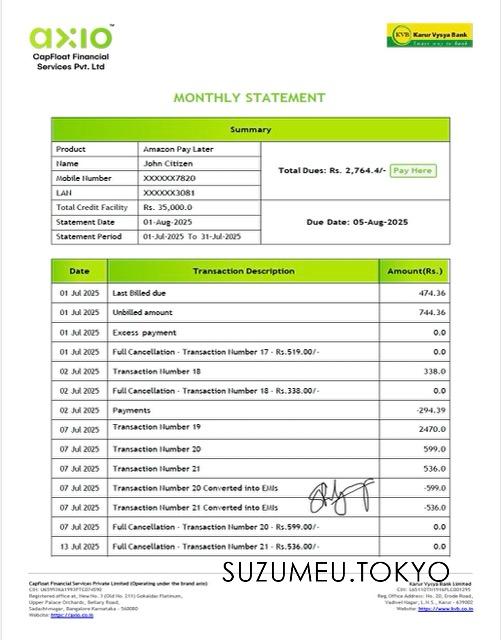 axio™
CapFloat Financial
Services Pvt. Ltd
KVB Karur Vysya Bank
Smart way to Bank
MONTHLY STATEMENT
Summary
Product Amazon Pay Later
Name John Citizen
Mobile Number XXXXXX7820
LAN XXXXXX3081
Total Credit Facility Rs. 35,000.0
Statement Date 01-Aug-2025
Statement Period 01-Jul-2025 To 31-Jul-2025
Total Dues: Rs. 2,764.4/- Pay Here
Due Date: 05-Aug-2025
Date Transaction Description Amount(Rs.)
01 Jul 2025 Last Billed due 474.36
01 Jul 2025 Unbilled amount 744.36
01 Jul 2025 Excess payment 0.0
01 Jul 2025 Full Cancellation - Transaction Number 17 - Rs.519.00/- 0.0
02 Jul 2025 Transaction Number 18 338.0
02 Jul 2025 Full Cancellation - Transaction Number 18 - Rs.338.00/- 0.0
02 Jul 2025 Payments -294.39
07 Jul 2025 Transaction Number 19 2470.0
07 Jul 2025 Transaction Number 20 599.0
07 Jul 2025 Transaction Number 21 536.0
07 Jul 2025 Transaction Number 20 Converted into EMIs -599.0
07 Jul 2025 Transaction Number 21 Converted into EMIs -536.0
07 Jul 2025 Full Cancellation - Transaction Number 20 - Rs.599.00/- 0.0
13 Jul 2025 Full Cancellation - Transaction Number 21 - Rs.536.00/- 0.0
SUZUMEU.TOKYO
CapFloat Financial Services Private Limited (Operating under the brand axio)
Registered office at, New No. 3 (Old No. 211) Gokaldas Platinum,
Upper Palace Orchards, Bellary Road,
Sadashivnagar, Bangalore Karnataka - 560080
Website: https://axio.co.in
Karur Vysya Bank Limited
Reg.Office Address: No. 20, Erode Road,
Vadivel Nagar, L.N.S., Karur - 639002
Website: https://www.kvb.co.in